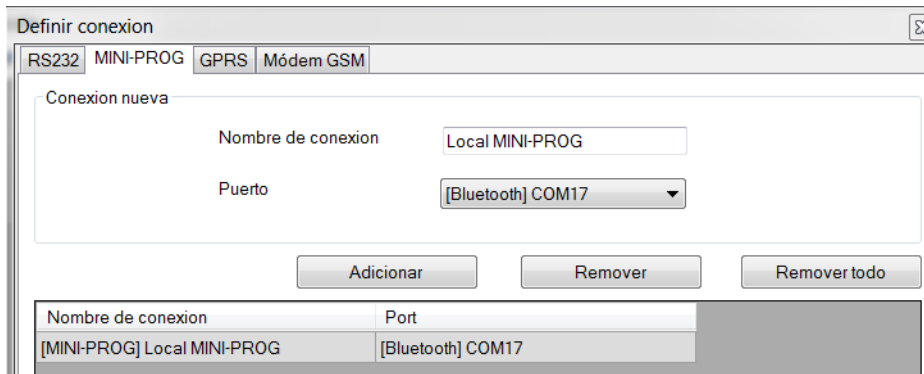 Definir conexion
RS232 MINI-PROG GPRS Módem GSM
Conexion nueva
Nombre de conexion Local MINI-PROG
Puerto [Bluetooth] COM17
Adicionar Remover Remover todo
Nombre de conexion Port
[MINI-PROG] Local MINI-PROG [Bluetooth] COM17